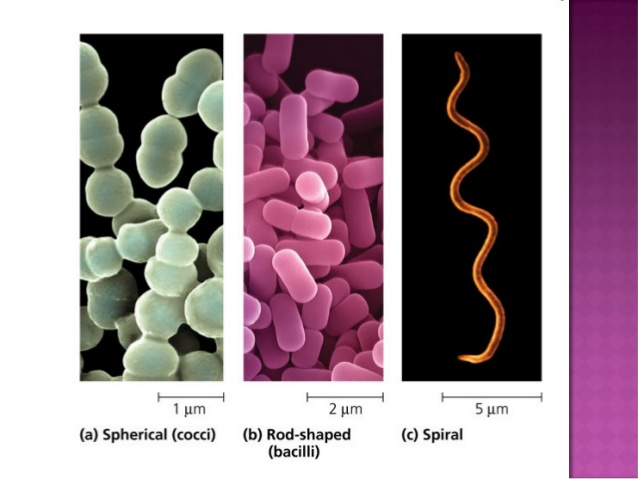 1 μm
2 μm
5 μm
(a) Spherical (cocci)
(b) Rod-shaped
(bacilli)
(c) Spiral